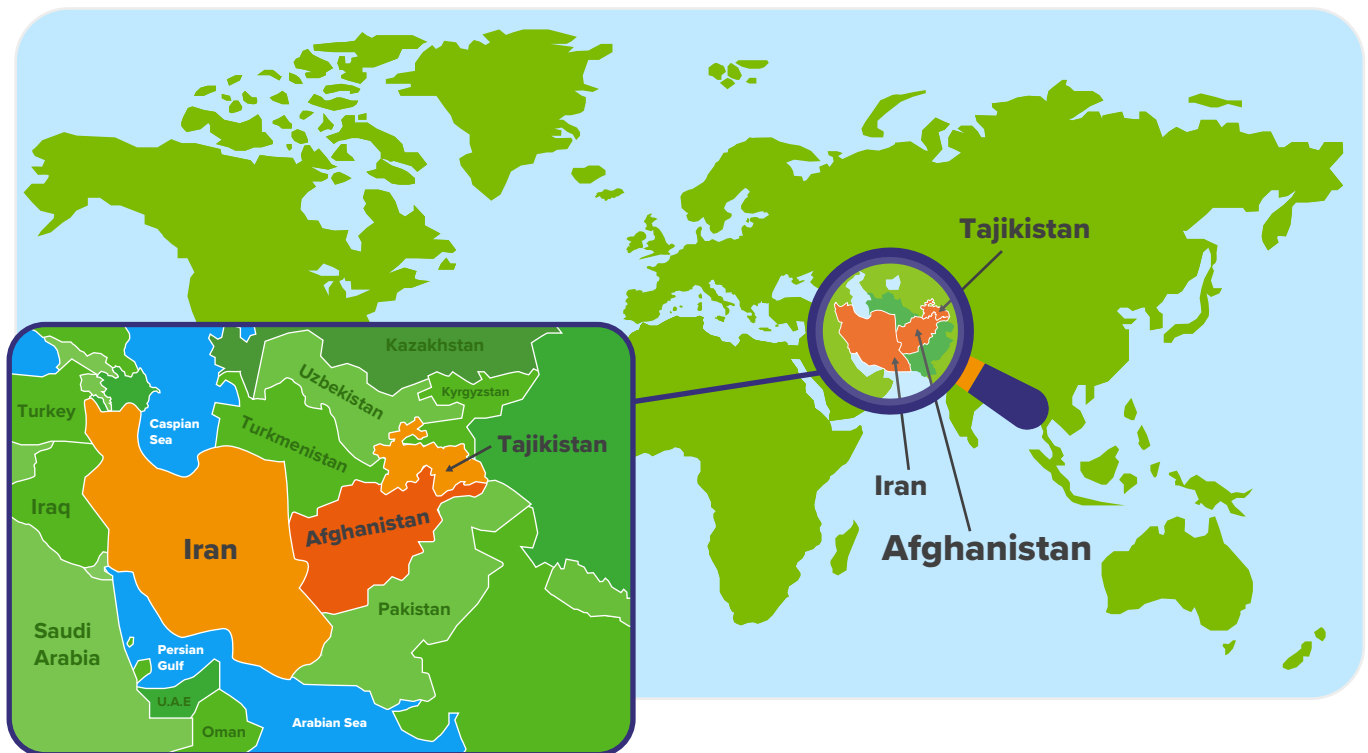 Tajikistan
Iran
Afghanistan
Kazakhstan
Uzbekistan
Kyrgyzstan
Turkey
Caspian
Sea
Turkmenistan
Tajikistan
Iraq
Iran
Afghanistan
Pakistan
Saudi
Arabia
Persian
Gulf
U.A.E
Oman
Arabian Sea